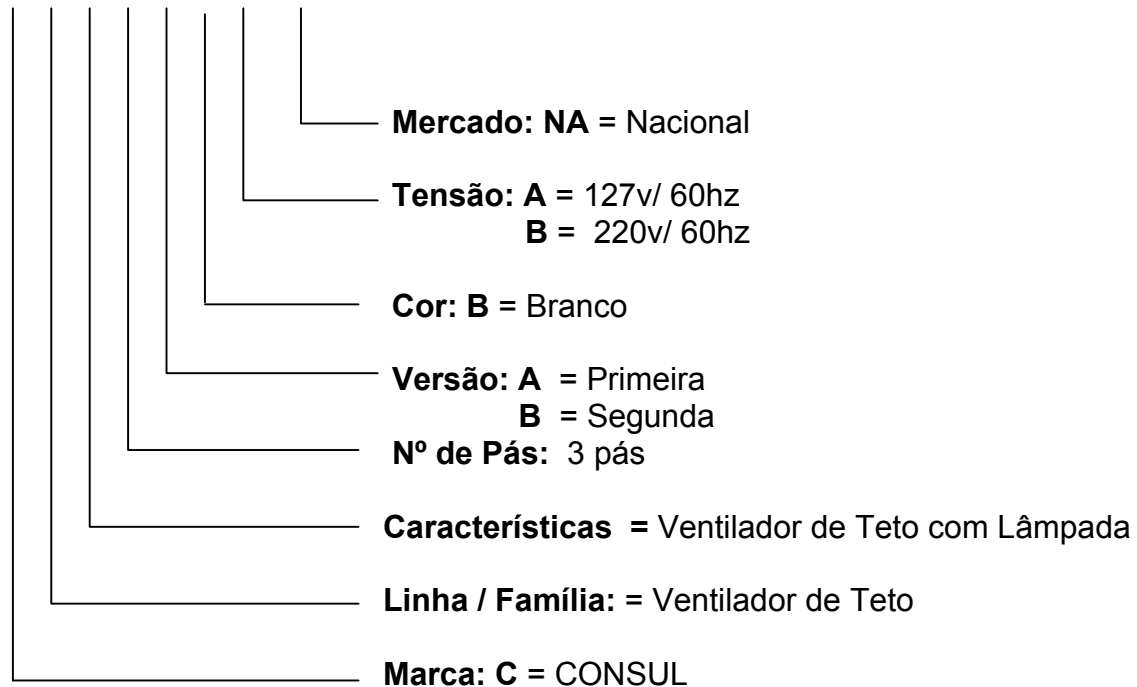 Mercado: NA = Nacional
Tensão: A = 127v/ 60hz
B = 220v/ 60hz
Cor: B = Branco
Versão: A = Primeira
B = Segunda
Nº de Pás: 3 pás
Características = Ventilador de Teto com Lâmpada
Linha / Família: = Ventilador de Teto
Marca: C = CONSUL